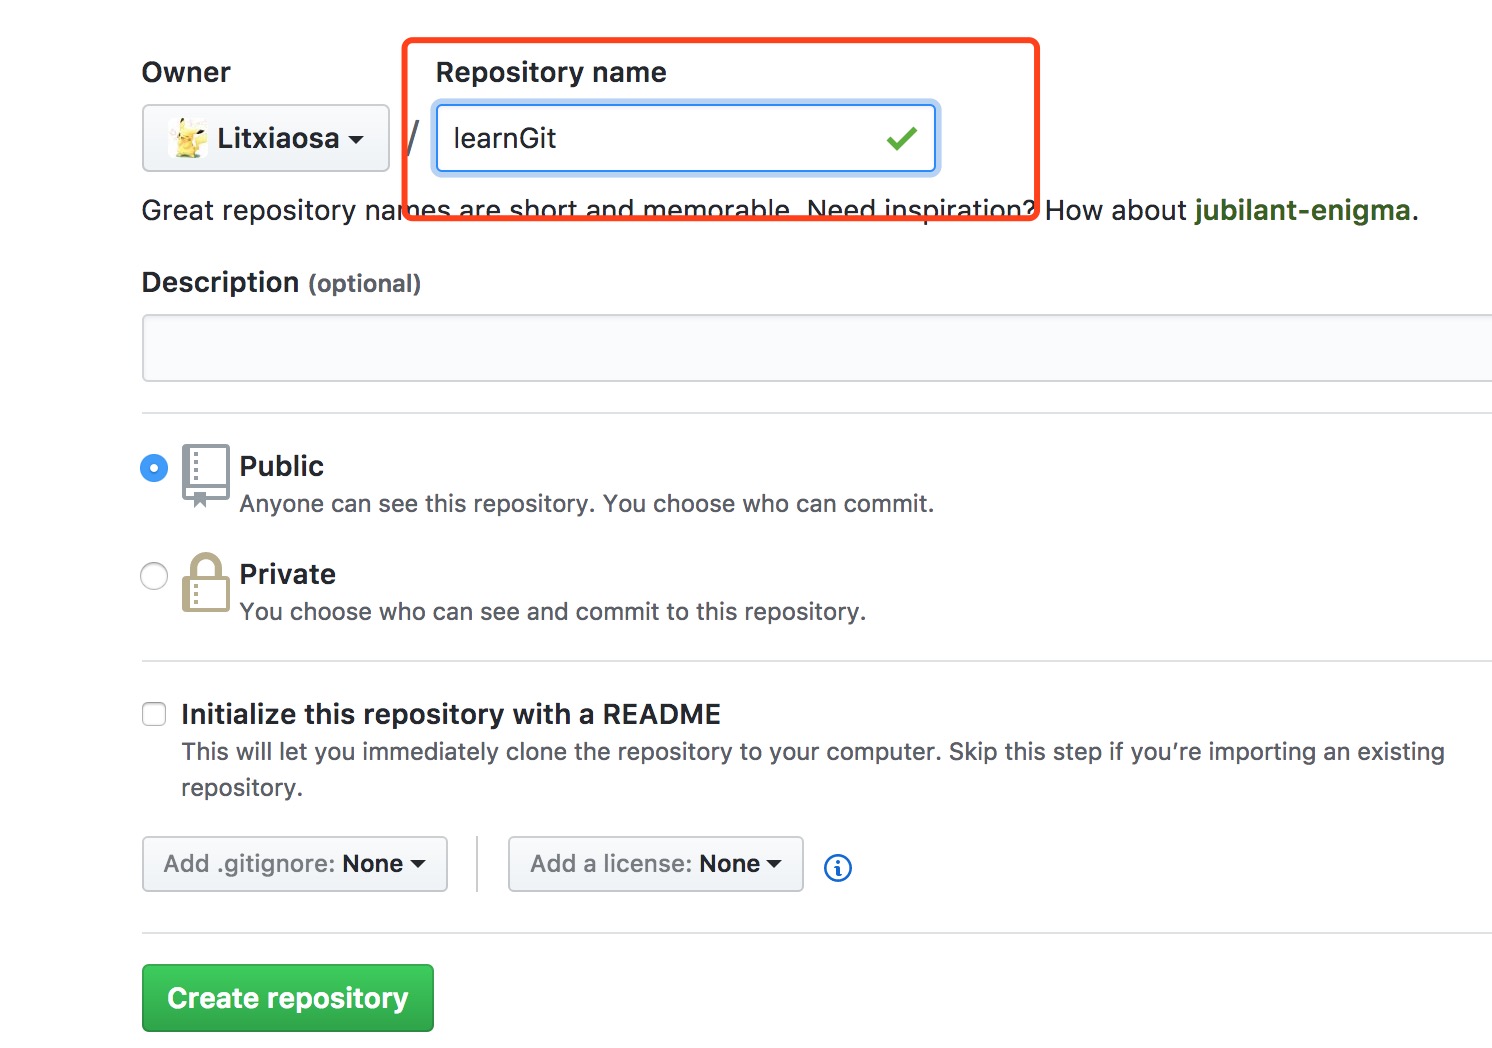 Owner
Repository name
Litxiaosa
/
learnGit
Great repository names are short and memorable. Need inspiration? How about jubilant-enigma.
Description (optional)
Public
Anyone can see this repository. You choose who can commit.
Private
You choose who can see and commit to this repository.
Initialize this repository with a README
This will let you immediately clone the repository to your computer. Skip this step if you’re importing an existing
repository.
Add .gitignore: None
Add a license: None
Create repository